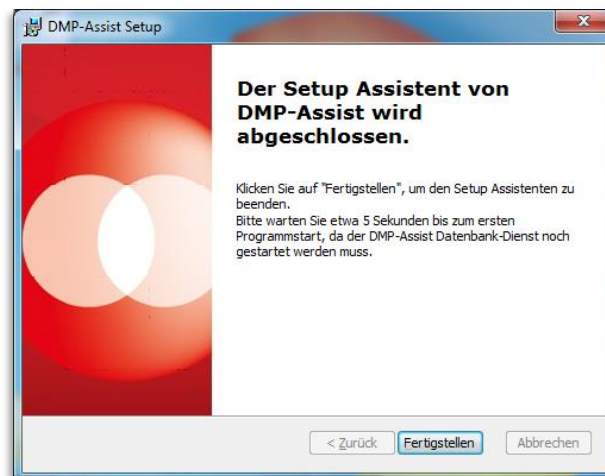 DMP-Assist Setup
Der Setup Assistent von
DMP-Assist wird
abgeschlossen.
Klicken Sie auf "Fertigstellen", um den Setup Assistenten zu
beenden.
Bitte warten Sie etwa 5 Sekunden bis zum ersten
Programmstart, da der DMP-Assist Datenbank-Dienst noch
gestartet werden muss.
< Zurück Fertigstellen Abbrechen